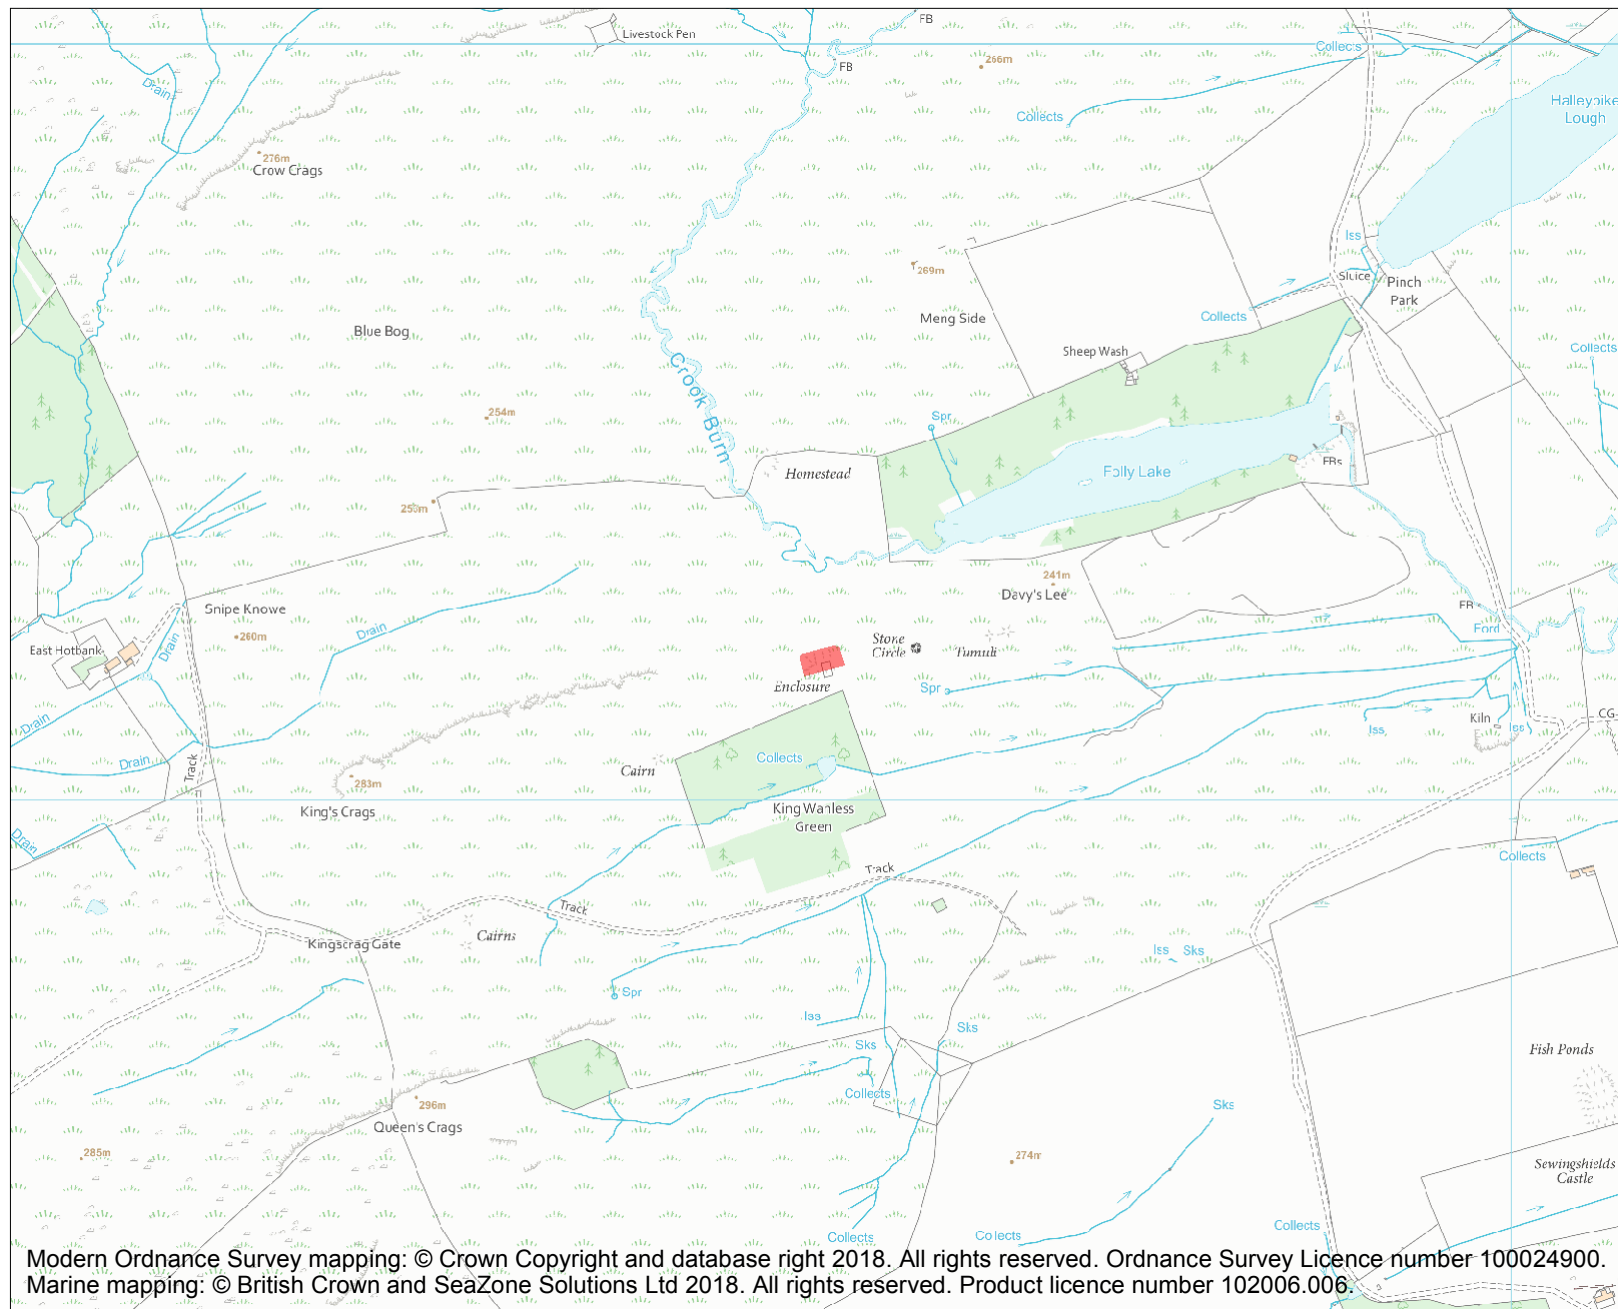 FB
Livestock Pen
Collects
FB
266m
Drains
Halleypike
Lough
Collects
276m
Crow Crags
Iss
269m
Sluice
Pinch
Park
Meng Side
Collects
Blue Bog
Sheep Wash
Collects
Crook Burn
254m
Spr
Homestead
Folly Lake
FBs
253m
241m
Davy's Lee
Snipe Knowe
FB
260m
Drain
Ford
East Hotbank
Drain
Stone
Circle
Tumuli
Enclosure
Spr
Drain
Kiln
Iss
Iss
CG
Drain
Track
Collects
Cairn
283m
King's Crags
King Wanless
Green
Drain
Collects
Track
Track
Cairns
Kingscrag Gate
Iss
Sks
Spr
Iss
Sks
Sks
Fish Ponds
Collects
296m
Sks
Queen's Crags
285m
274m
Sewingshields
Castle
Collects
Collects
Collects
Modern Ordnance Survey mapping: © Crown Copyright and database right 2018. All rights reserved. Ordnance Survey Licence number 100024900.
Marine mapping: © British Crown and SeaZone Solutions Ltd 2018. All rights reserved. Product licence number 102006.006.